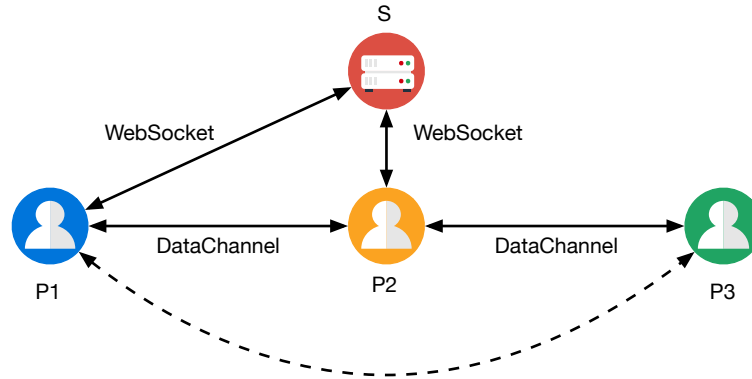 S
WebSocket
WebSocket
DataChannel
DataChannel
P1
P2
P3